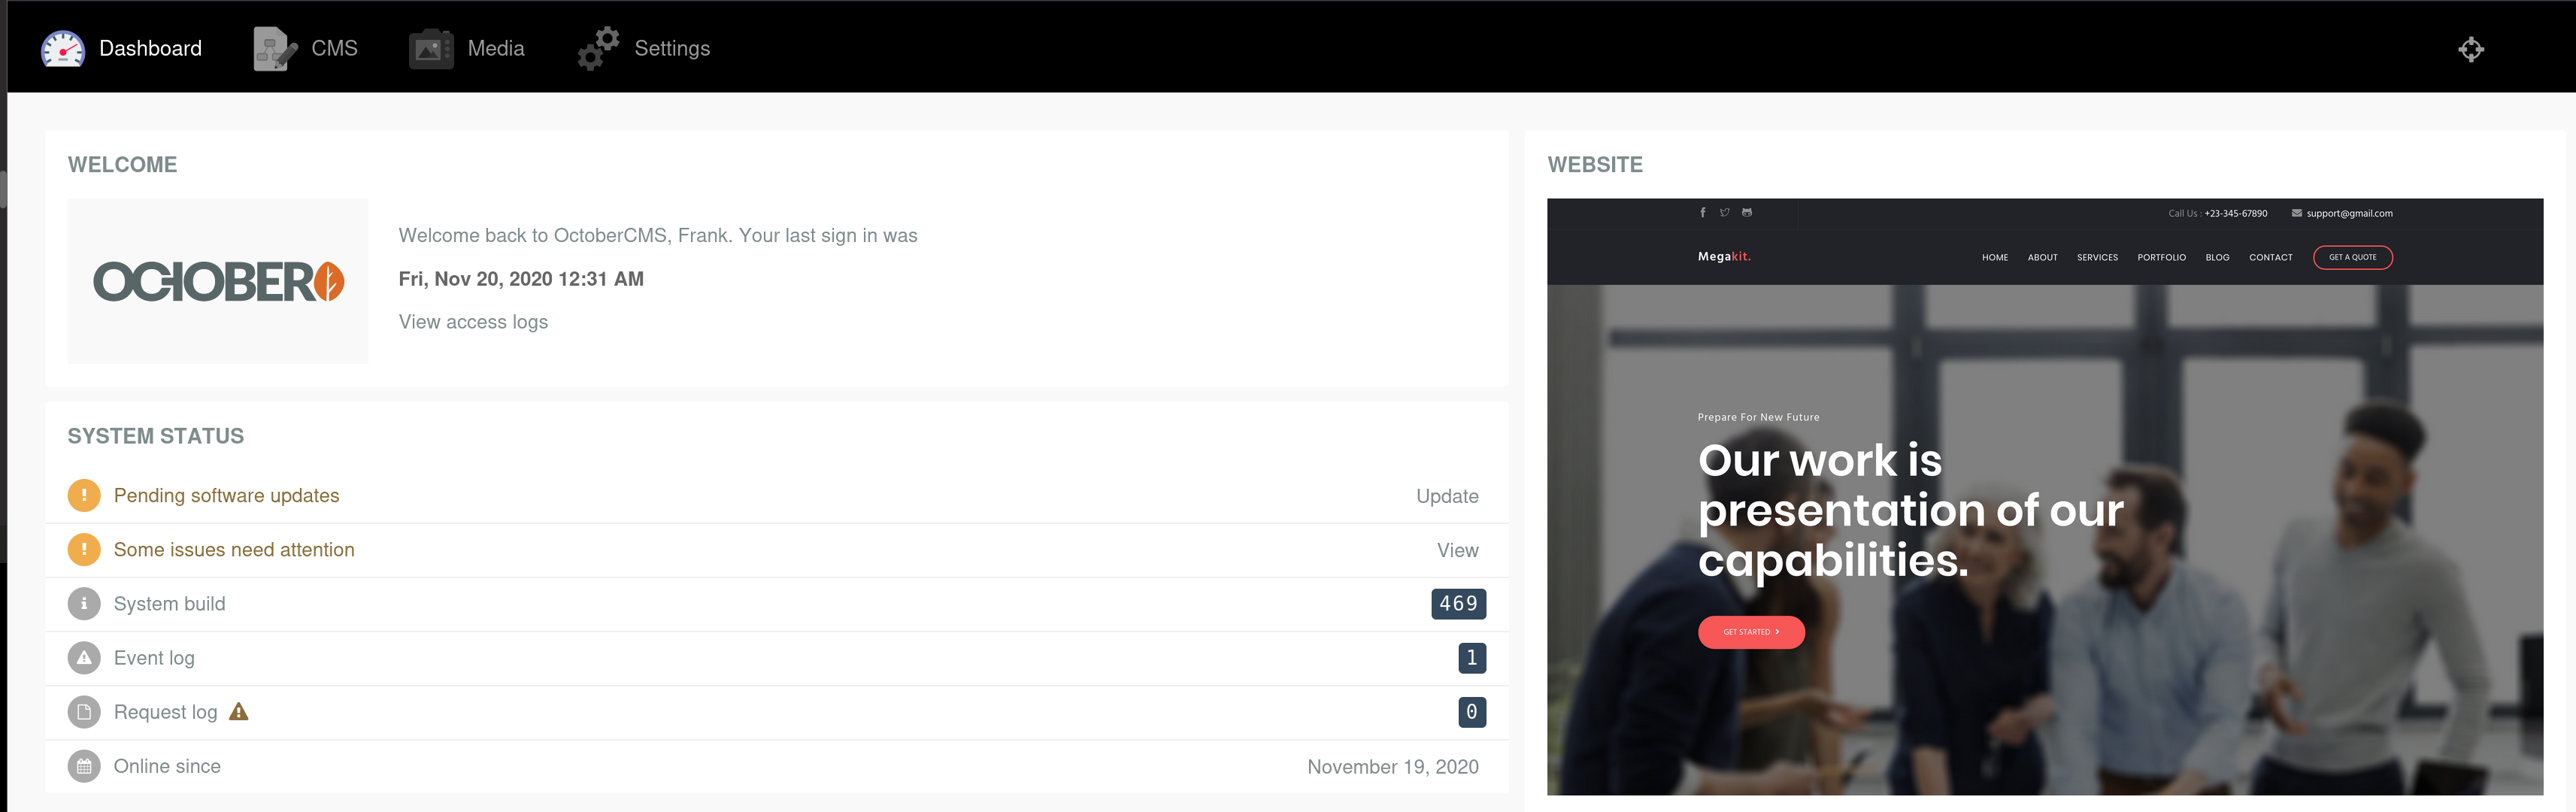 Dashboard CMS Media Settings
WELCOME
OCTOBER
Welcome back to OctoberCMS, Frank. Your last sign in was
Fri, Nov 20, 2020 12:31 AM
View access logs
SYSTEM STATUS
Pending software updates Update
Some issues need attention View
System build 469
Event log 1
Request log 0
Online since November 19, 2020
WEBSITE
Call Us : +23-345-67890 support@gmail.com
Megakit. HOME ABOUT SERVICES PORTFOLIO BLOG CONTACT GET A QUOTE
Prepare For New Future
Our work is
presentation of our
capabilities.
GET STARTED